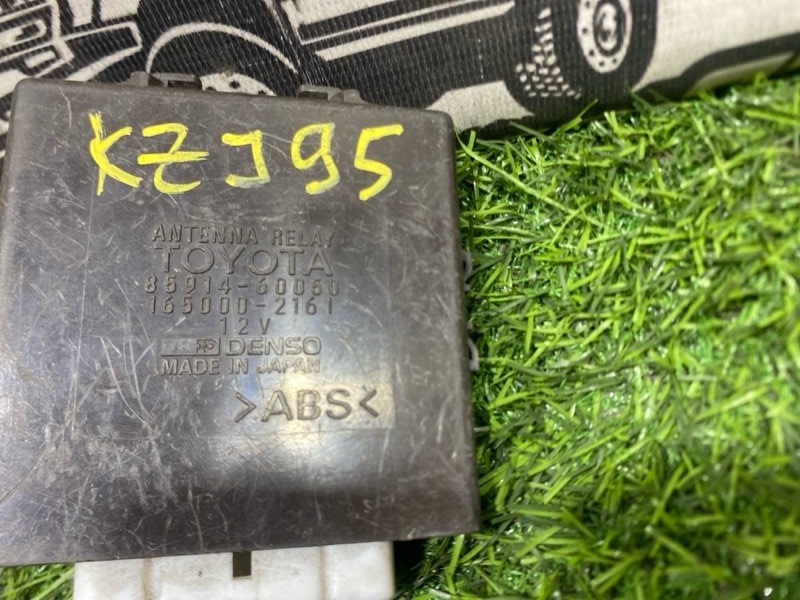 KZJ95
ANTENNA RELAY
TOYOTA
85914-60050
165000-2161
12V
DENSO
MADE IN JAPAN
>ABS<